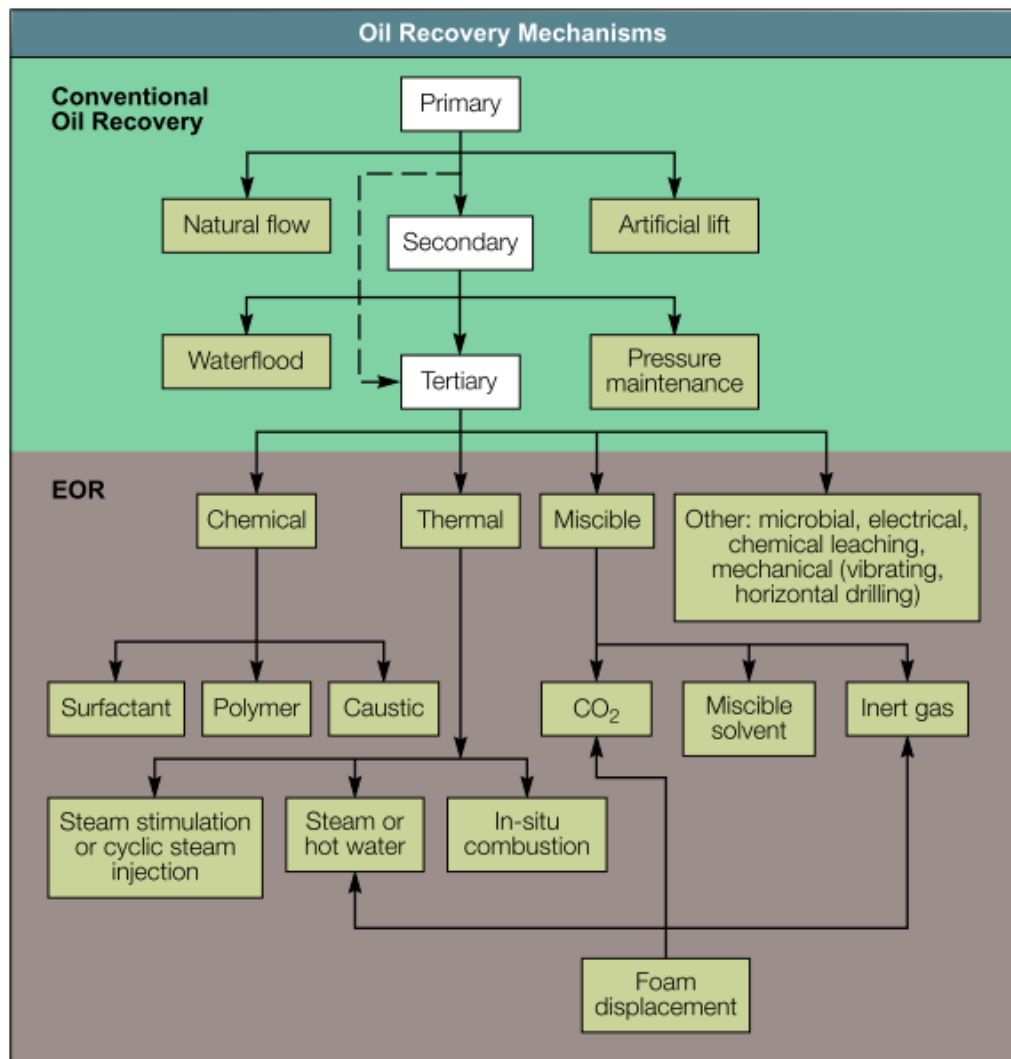 Oil Recovery Mechanisms
Conventional
Oil Recovery
Primary
Natural flow
Artificial lift
Secondary
Waterflood
Pressure
maintenance
Tertiary
EOR
Chemical
Thermal
Miscible
Other: microbial, electrical,
chemical leaching,
mechanical (vibrating,
horizontal drilling)
Surfactant
Polymer
Caustic
CO₂
Miscible
solvent
Inert gas
Steam stimulation
or cyclic steam
injection
Steam or
hot water
In-situ
combustion
Foam
displacement